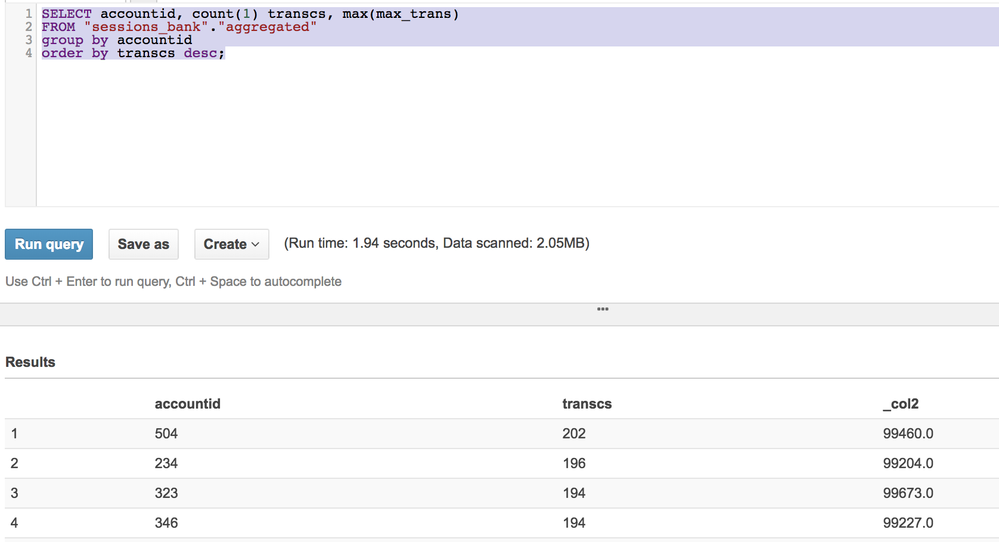 1 SELECT accountid, count(1) transcs, max(max_trans)
2 FROM "sessions_bank"."aggregated"
3 group by accountid
4 order by transcs desc;
Run query Save as Create (Run time: 1.94 seconds, Data scanned: 2.05MB)
Use Ctrl + Enter to run query, Ctrl + Space to autocomplete
Results
accountid transcs _col2
1 504 202 99460.0
2 234 196 99204.0
3 323 194 99673.0
4 346 194 99227.0